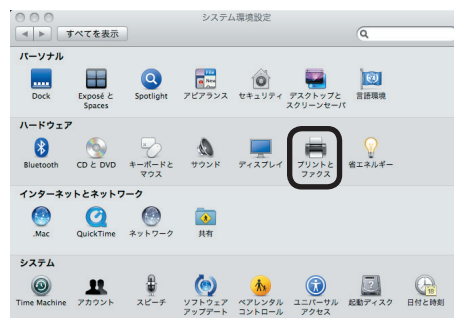 システム環境設定
すべてを表示
パーソナル
Dock
Exposé と
Spaces
Spotlight
アピアランス
セキュリティ
デスクトップと
スクリーンセーバ
言語環境
ハードウェア
Bluetooth
CD と DVD
キーボードと
マウス
サウンド
ディスプレイ
プリントと
ファクス
省エネルギー
インターネットとネットワーク
.Mac
QuickTime
ネットワーク
共有
システム
Time Machine
アカウント
スピーチ
ソフトウェア
アップデート
ペアレンタル
コントロール
ユニバーサル
アクセス
起動ディスク
日付と時刻